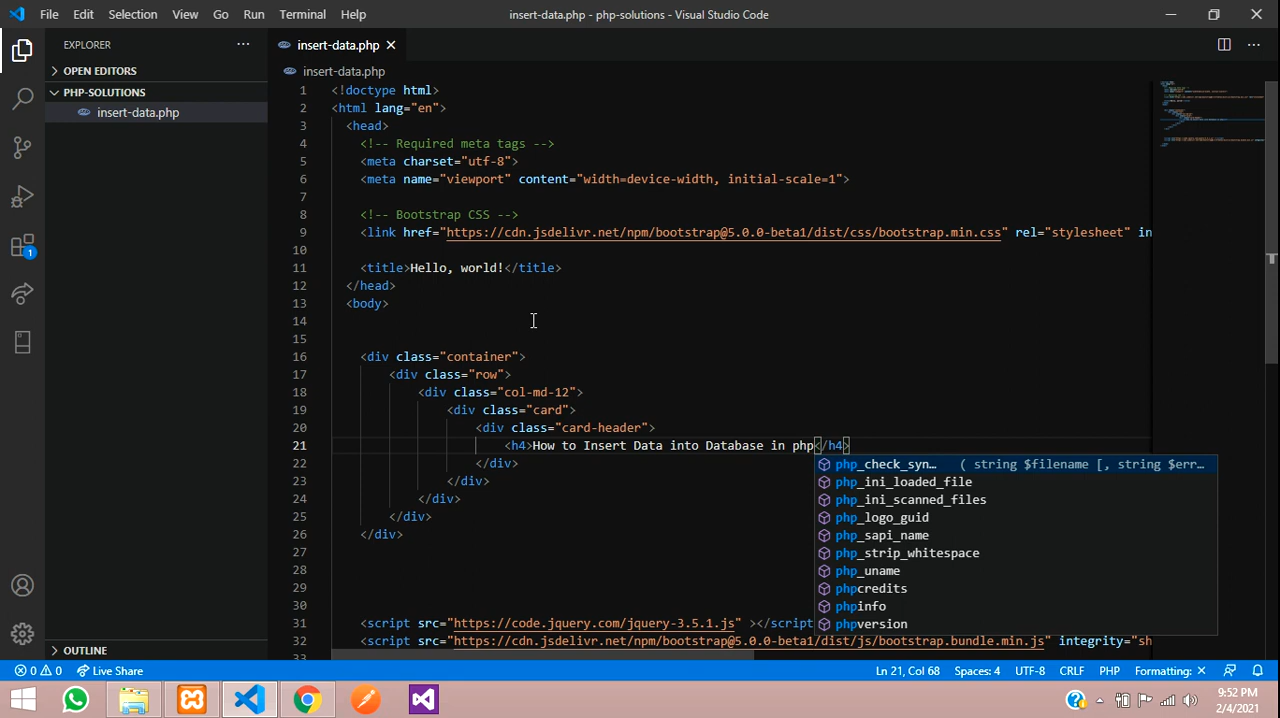 File Edit Selection View Go Run Terminal Help insert-data.php - php-solutions - Visual Studio Code
EXPLORER
OPEN EDITORS
PHP-SOLUTIONS
insert-data.php
OUTLINE
insert-data.php
insert-data.php
1 <!doctype html>
2 <html lang="en">
3 <head>
4 <!-- Required meta tags -->
5 <meta charset="utf-8">
6 <meta name="viewport" content="width=device-width, initial-scale=1">
7
8 <!-- Bootstrap CSS -->
9 <link href="https://cdn.jsdelivr.net/npm/bootstrap@5.0.0-beta1/dist/css/bootstrap.min.css" rel="stylesheet" in
10
11 <title>Hello, world!</title>
12 </head>
13 <body>
14
15
16 <div class="container">
17 <div class="row">
18 <div class="col-md-12">
19 <div class="card">
20 <div class="card-header">
21 <h4>How to Insert Data into Database in php</h4>
22 </div>
23 </div>
24 </div>
25 </div>
26 </div>
27
28
29
30
31 <script src="https://code.jquery.com/jquery-3.5.1.js" ></script
32 <script src="https://cdn.jsdelivr.net/npm/bootstrap@5.0.0-beta1/dist/js/bootstrap.bundle.min.js" integrity="sh
33
php_check_syn… ( string $filename [, string $err…
php_ini_loaded_file
php_ini_scanned_files
php_logo_guid
php_sapi_name
php_strip_whitespace
php_uname
phpcredits
phpinfo
phpversion
1
0 0 Live Share Ln 21, Col 68 Spaces: 4 UTF-8 CRLF PHP Formatting: ×
9:52 PM
2/4/2021